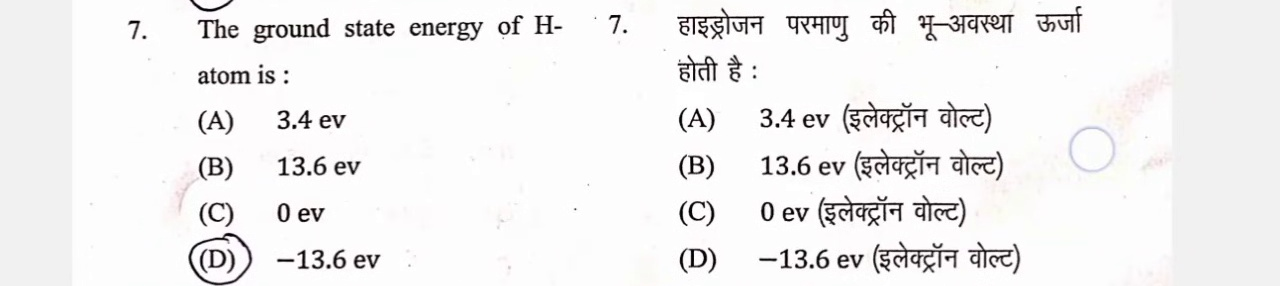 7. The ground state energy of H-
atom is :
(A) 3.4 ev
(B) 13.6 ev
(C) 0 ev
(D) −13.6 ev
7. हाइड्रोजन परमाणु की भू–अवस्था ऊर्जा
होती है :
(A) 3.4 ev (इलेक्ट्रॉन वोल्ट)
(B) 13.6 ev (इलेक्ट्रॉन वोल्ट)
(C) 0 ev (इलेक्ट्रॉन वोल्ट)
(D) −13.6 ev (इलेक्ट्रॉन वोल्ट)